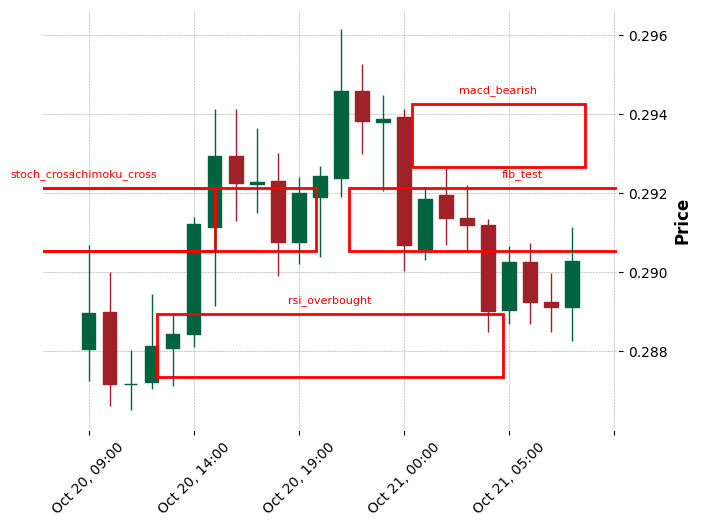 0.296
macd_bearish
0.294
stoch_cross
ichimoku_cross
fib_test
0.292
Price
0.290
rsi_overbought
0.288
Oct 20, 09:00
Oct 20, 14:00
Oct 20, 19:00
Oct 21, 00:00
Oct 21, 05:00